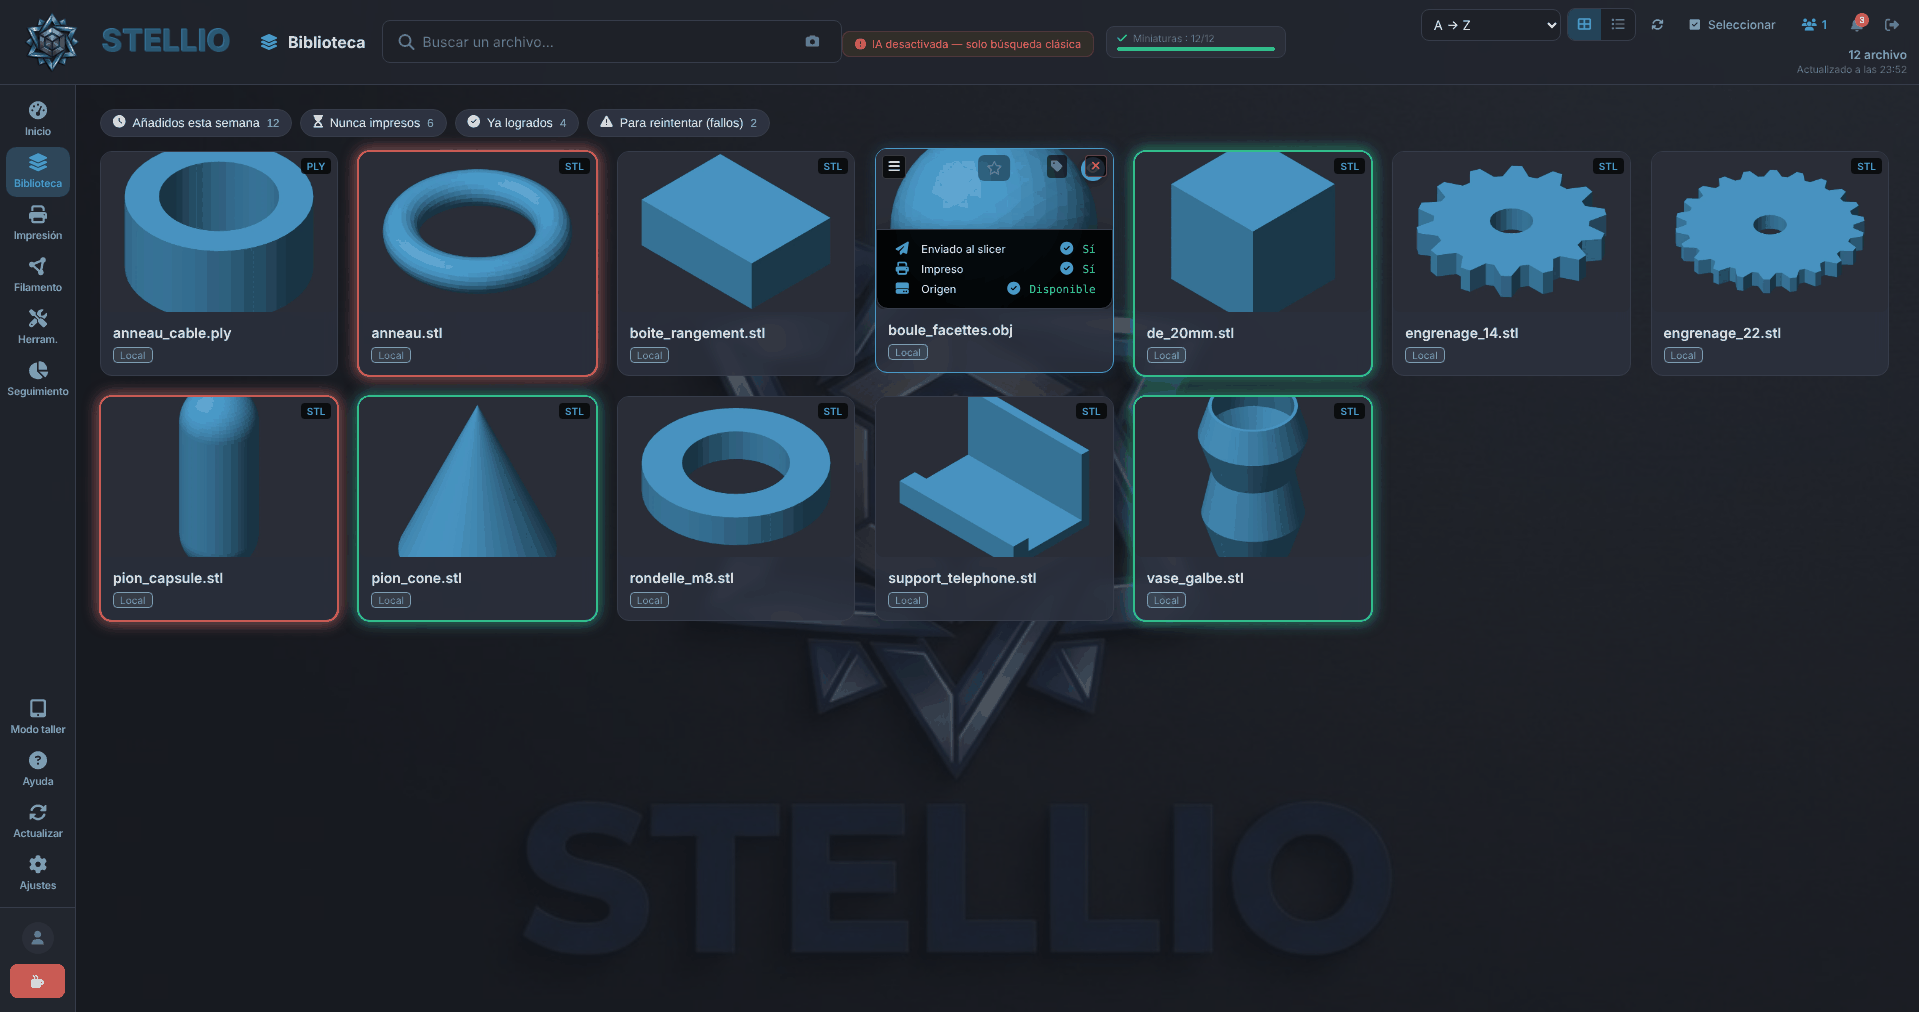 STELLIO
Biblioteca
Buscar un archivo...
IA desactivada — solo búsqueda clásica
Miniaturas : 12/12
A → Z
Seleccionar
1
3
12 archivo
Actualizado a las 23:52
Inicio
Biblioteca
Impresión
Filamento
Herram.
Seguimiento
Modo taller
Ayuda
Actualizar
Ajustes
Añadidos esta semana 12
Nunca impresos 6
Ya logrados 4
Para reintentar (fallos) 2
PLY
anneau_cable.ply
Local
STL
anneau.stl
Local
STL
boite_rangement.stl
Local
Enviado al slicer Sí
Impreso Sí
Origen Disponible
boule_facettes.obj
Local
STL
de_20mm.stl
Local
STL
engrenage_14.stl
Local
STL
engrenage_22.stl
Local
STL
pion_capsule.stl
Local
STL
pion_cone.stl
Local
STL
rondelle_m8.stl
Local
STL
support_telephone.stl
Local
STL
vase_galbe.stl
Local
STELLIO